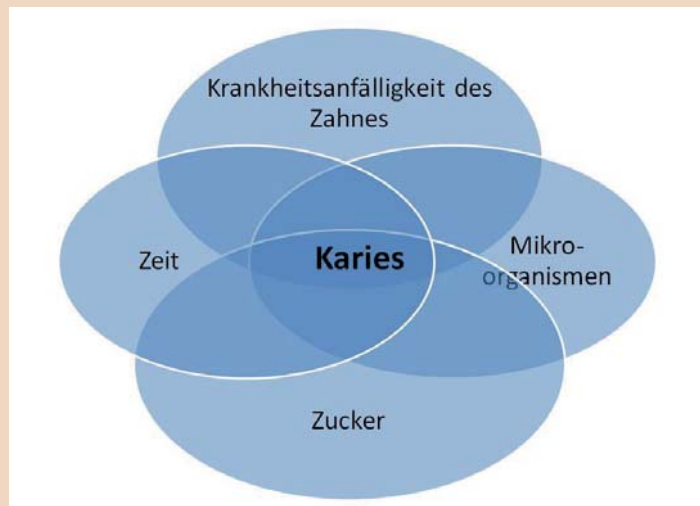 Krankheitsanfälligkeit des
Zahnes
Zeit
Karies
Mikro-
organismen
Zucker